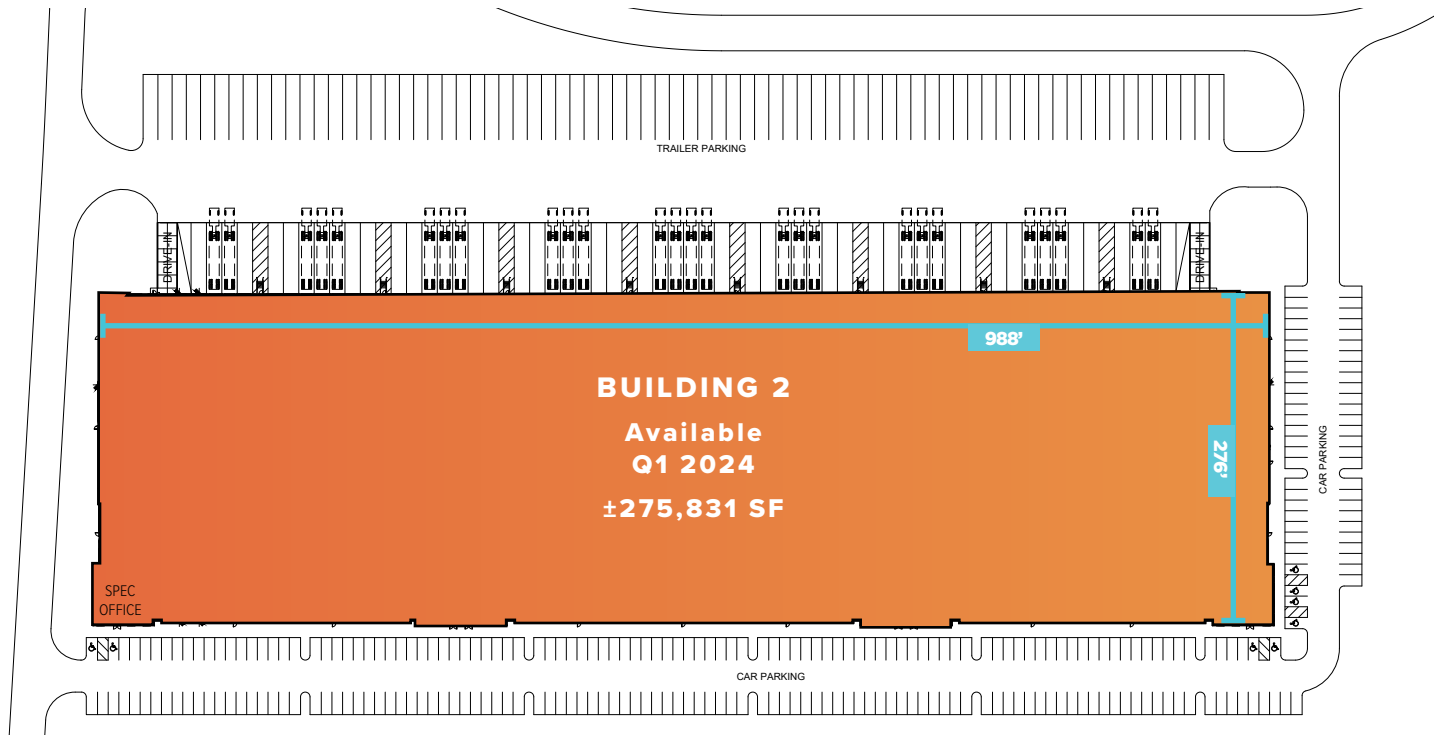 TRAILER PARKING
DRIVE-IN
DRIVE-IN
988'
BUILDING 2
Available
Q1 2024
±275,831 SF
276'
CAR PARKING
SPEC
OFFICE
CAR PARKING